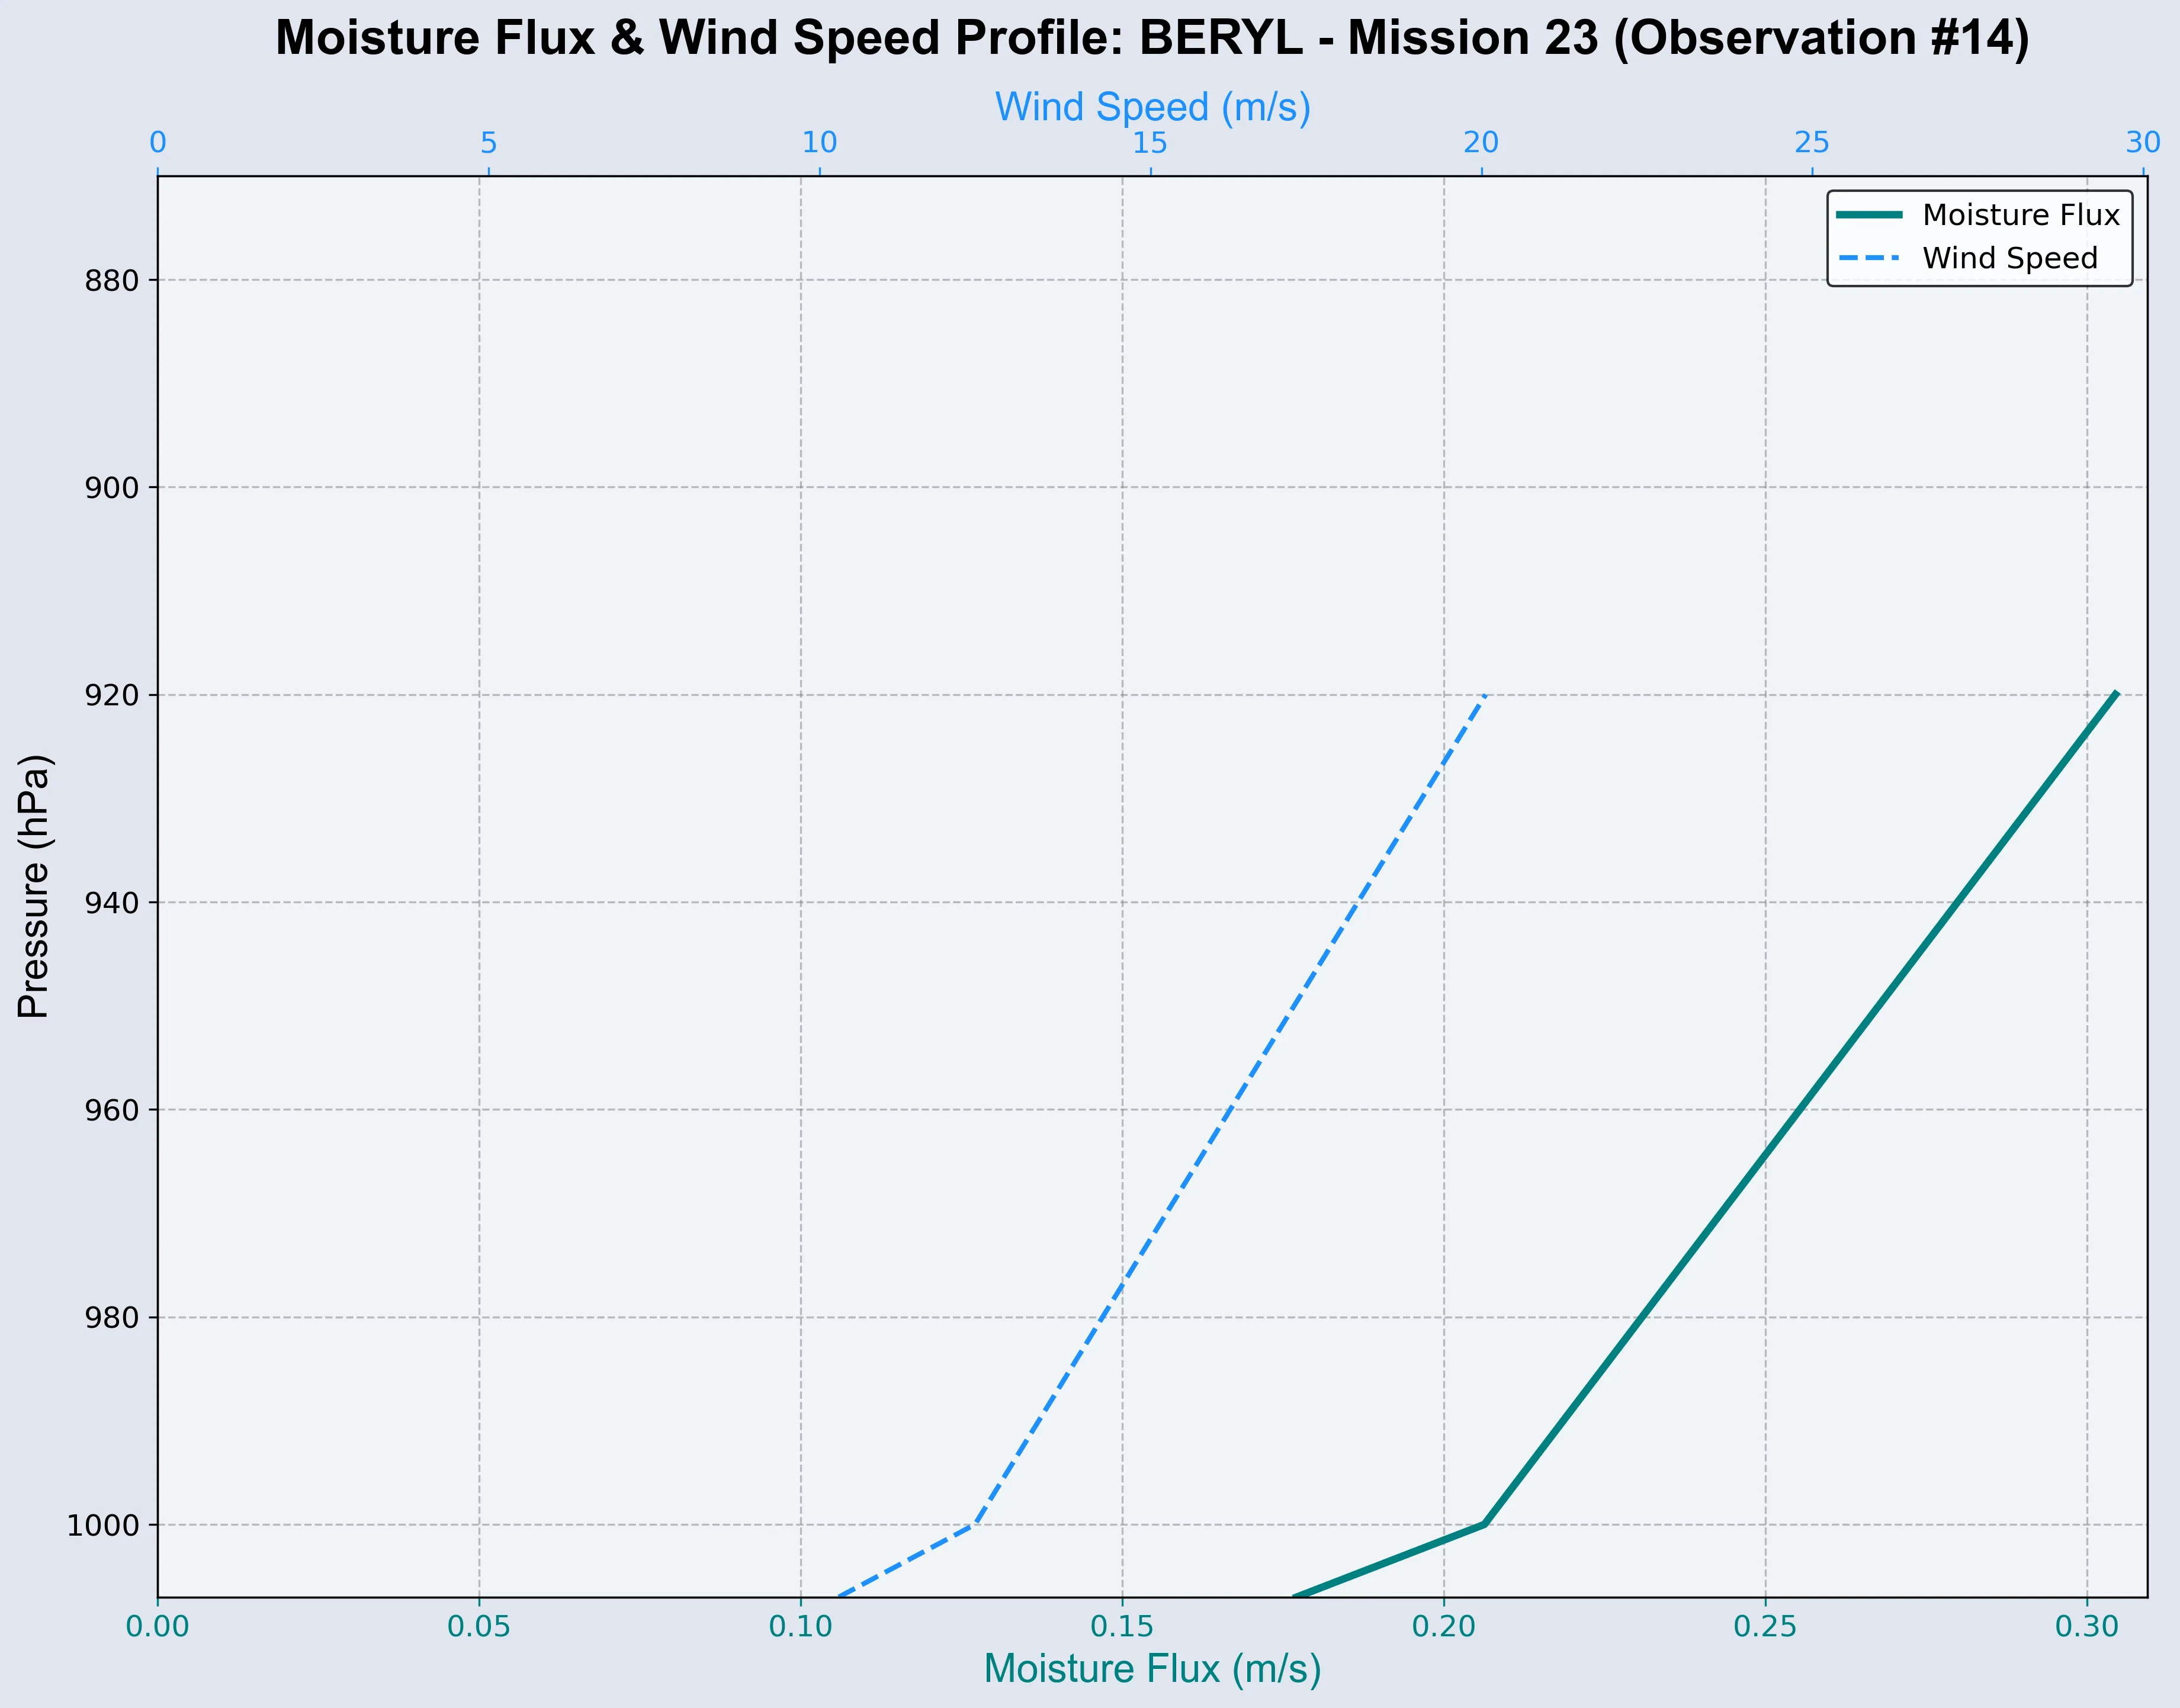 Moisture Flux & Wind Speed Profile: BERYL - Mission 23 (Observation #14)
Wind Speed (m/s)
0 5 10 15 20 25 30
Moisture Flux
Wind Speed
880
900
920
940
960
980
1000
Pressure (hPa)
0.00 0.05 0.10 0.15 0.20 0.25 0.30
Moisture Flux (m/s)